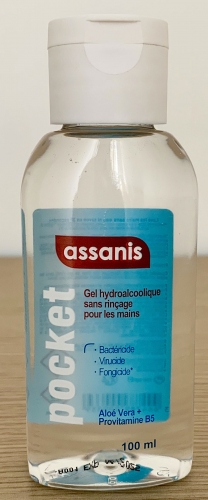 assanis
pocket
Gel hydroalcoolique
sans rinçage
pour les mains
· Bactéricide
· Virucide
· Fongicide*
Aloé Vera +
Provitamine B5
100 ml